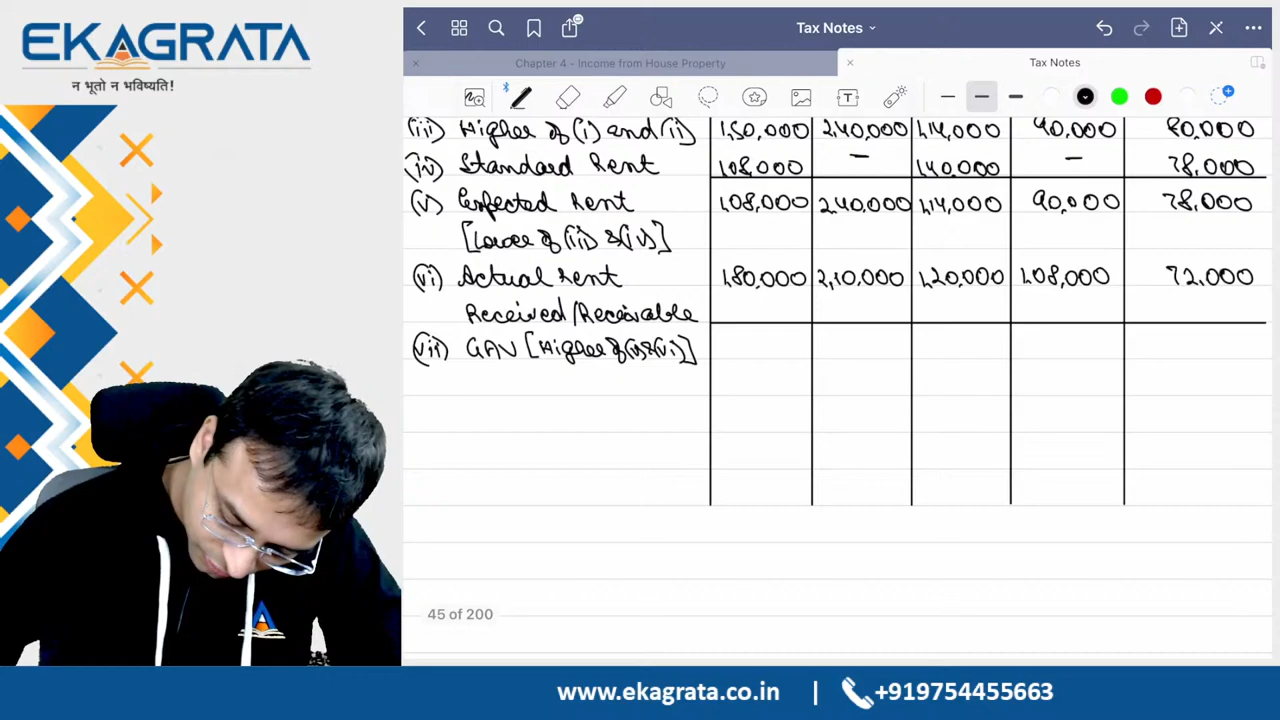 EKAGRATA
न भूतो न भविष्यति!
Tax Notes
Chapter 4 - Income from House Property
Tax Notes
(iii) Higher of (i) and (ii) 1,50,000 2,40,000 1,14,000 90,000 80,000
(iv) Standard Rent 1,08,000 – 1,40,000 – 78,000
(v) Expected Rent 1,08,000 2,40,000 1,14,000 90,000 78,000
[Lower of (iii) & (iv)]
(vi) Actual Rent 1,80,000 2,10,000 1,20,000 1,08,000 72,000
Received/Receivable
(vii) GAV [Higher of (v) & (vi)]
45 of 200
www.ekagrata.co.in | +919754455663